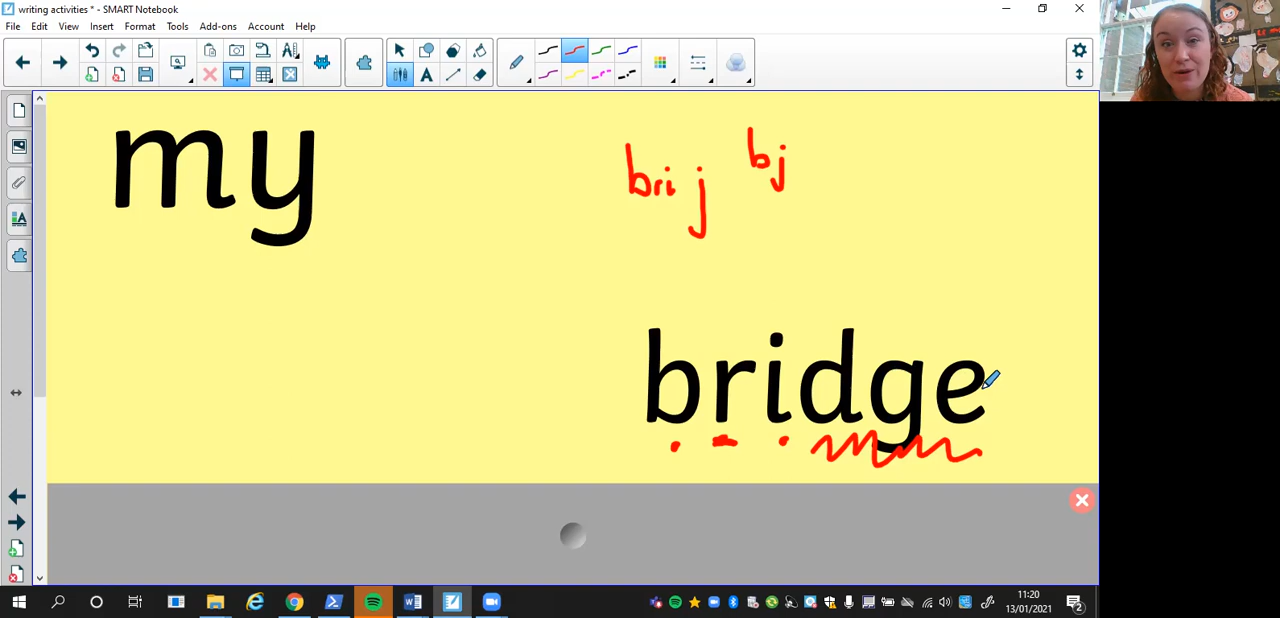 writing activities * - SMART Notebook
File Edit View Insert Format Tools Add-ons Account Help
my
bri j
bj
bridge
11:20
13/01/2021
2